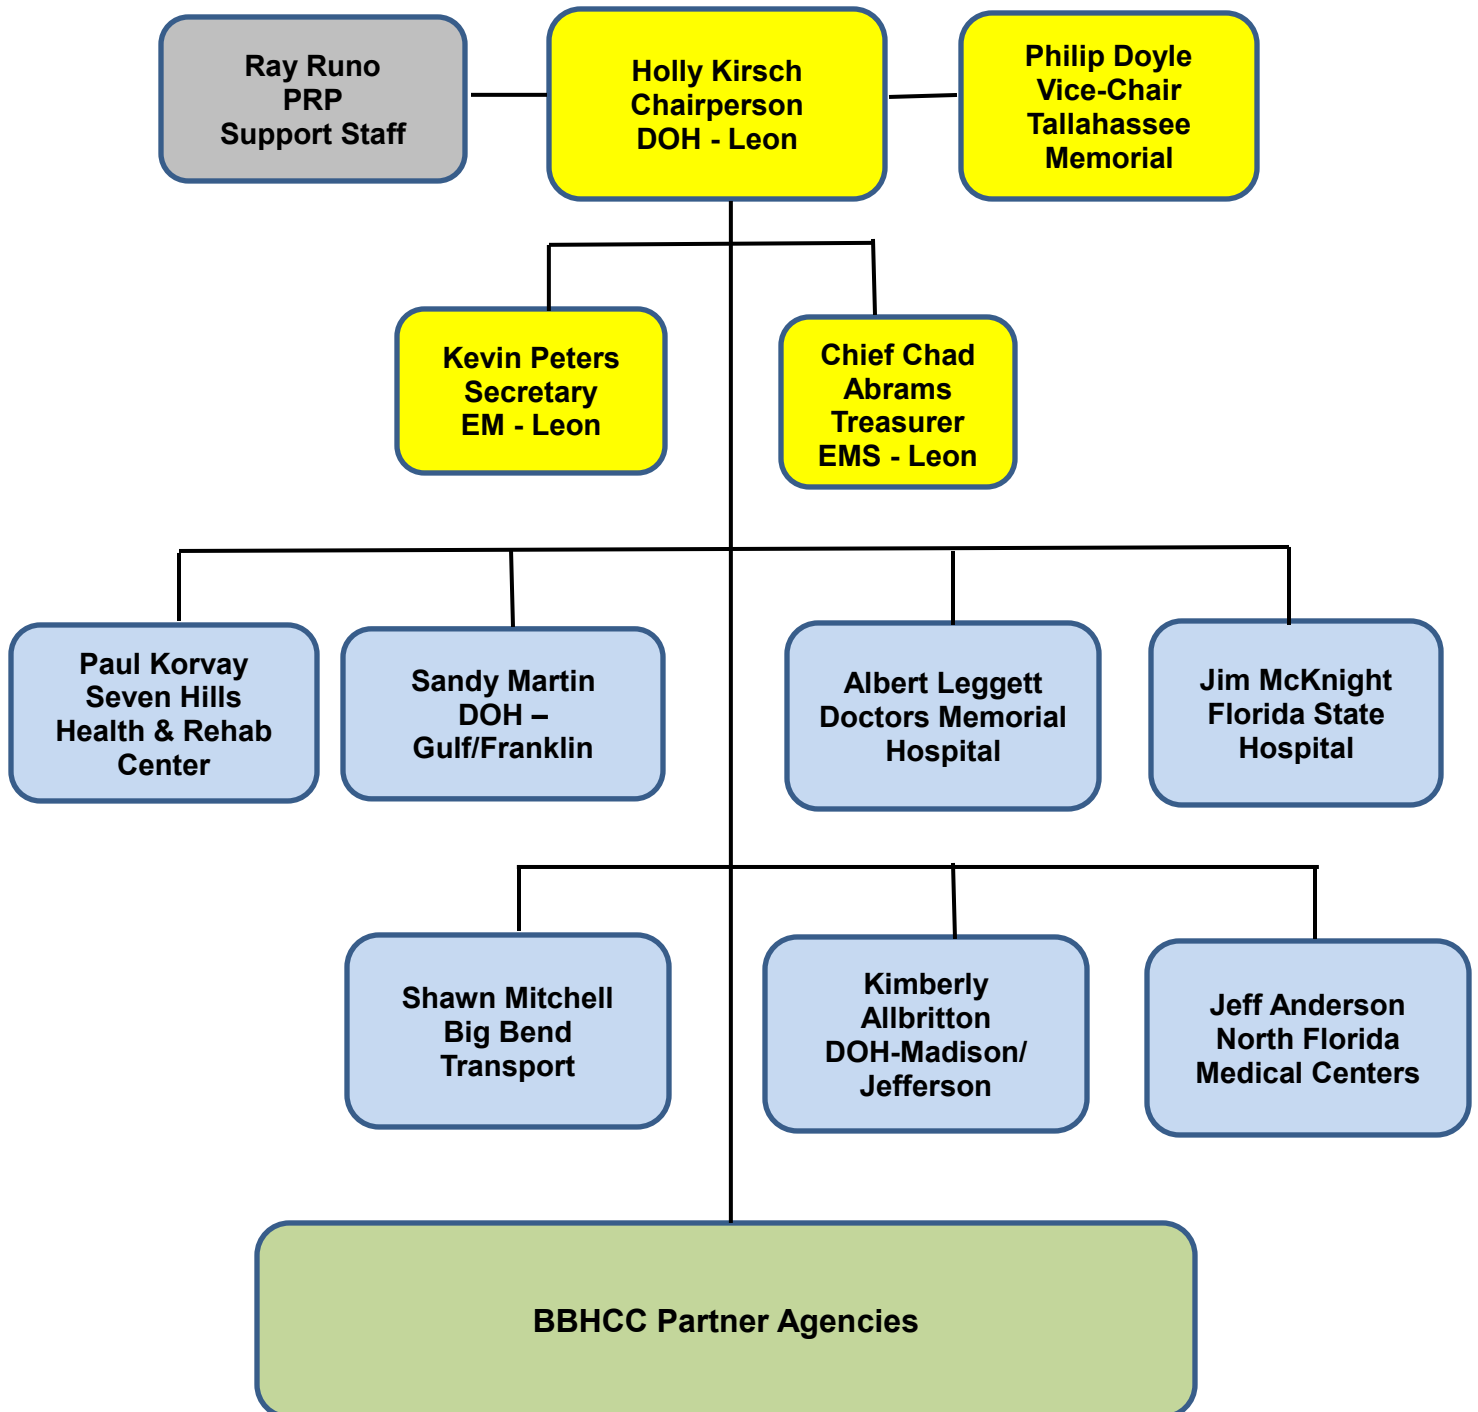 Ray Runo
PRP
Support Staff
Holly Kirsch
Chairperson
DOH - Leon
Philip Doyle
Vice-Chair
Tallahassee
Memorial
Kevin Peters
Secretary
EM - Leon
Chief Chad
Abrams
Treasurer
EMS - Leon
Paul Korvay
Seven Hills
Health & Rehab
Center
Sandy Martin
DOH –
Gulf/Franklin
Albert Leggett
Doctors Memorial
Hospital
Jim McKnight
Florida State
Hospital
Shawn Mitchell
Big Bend
Transport
Kimberly
Allbritton
DOH-Madison/
Jefferson
Jeff Anderson
North Florida
Medical Centers
BBHCC Partner Agencies